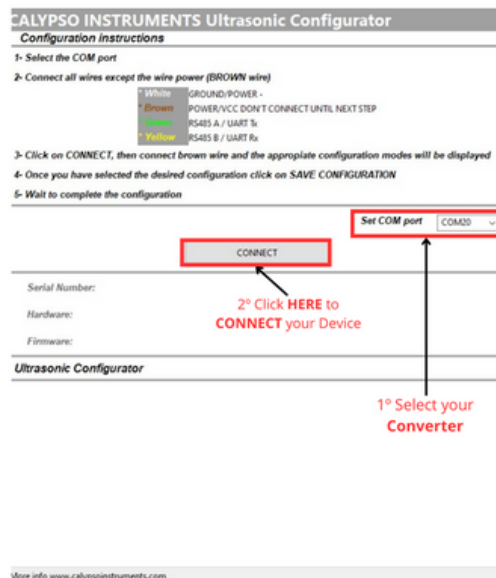 CALYPSO INSTRUMENTS Ultrasonic Configurator
Configuration instructions
1- Select the COM port
2- Connect all wires except the wire power (BROWN wire)
* White GROUND/POWER -
* Brown POWER/VCC DON'T CONNECT UNTIL NEXT STEP
* Green RS485 A / UART Tx
* Yellow RS485 B / UART Rx
3- Click on CONNECT, then connect brown wire and the appropiate configuration modes will be displayed
4- Once you have selected the desired configuration click on SAVE CONFIGURATION
5- Wait to complete the configuration
Set COM port COM20
CONNECT
Serial Number:
2º Click HERE to
CONNECT your Device
Hardware:
Firmware:
Ultrasonic Configurator
1º Select your
Converter
More info www.calypsoinstruments.com